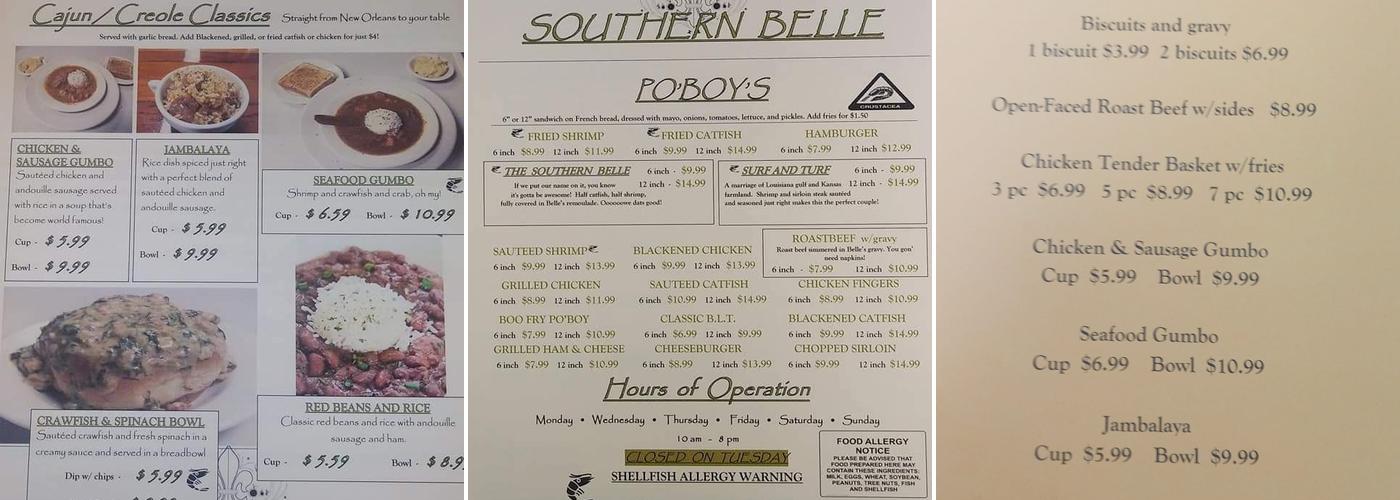 Cajun / Creole Classics Straight from New Orleans to your table
Served with garlic bread. Add Blackened, grilled, or fried catfish or chicken for just $4!
CHICKEN &
SAUSAGE GUMBO
Sautéed chicken and
andouille sausage served
with rice in a soup that's
become world famous!
Cup - $ 5.99
Bowl - $ 9.99
JAMBALAYA
Rice dish spiced just right
with a perfect blend of
sautéed chicken and
andouille sausage.
Cup - $ 5.99
Bowl - $ 9.99
SEAFOOD GUMBO
Shrimp and crawfish and crab, oh my!
Cup - $ 6.59 Bowl - $ 10.99
CRAWFISH & SPINACH BOWL
Sautéed crawfish and fresh spinach in a
creamy sauce and served in a breadbowl
Dip w/ chips - $ 5.99
RED BEANS AND RICE
Classic red beans and rice with andouille
sausage and ham.
Cup - $ 5.59 Bowl - $ 8.9
SOUTHERN BELLE
PO'BOY'S
CRUSTACEA
6" or 12" sandwich on French bread, dressed with mayo, onions, tomatoes, lettuce, and pickles. Add fries for $1.50
FRIED SHRIMP
6 inch $8.99 12 inch $11.99
FRIED CATFISH
6 inch $9.99 12 inch $14.99
HAMBURGER
6 inch $7.99 12 inch $12.99
THE SOUTHERN BELLE 6 inch - $9.99
12 inch - $14.99
If we put our name on it, you know
it's gotta be awesome! Half catfish, half shrimp,
fully covered in Belle's remoulade. Oooooowe dats good!
SURF AND TURF 6 inch - $9.99
12 inch - $14.99
A marriage of Louisiana gulf and Kansas
farmland. Shrimp and sirloin steak sautéed
and seasoned just right makes this the perfect couple!
SAUTEED SHRIMP
6 inch $9.99 12 inch $13.99
BLACKENED CHICKEN
6 inch $9.99 12 inch $13.99
ROASTBEEF w/gravy
Roast beef simmered in Belle's gravy. You gon'
need napkins!
6 inch - $7.99 12 inch $10.99
GRILLED CHICKEN
6 inch $8.99 12 inch $11.99
SAUTEED CATFISH
6 inch $10.99 12 inch $14.99
CHICKEN FINGERS
6 inch $8.99 12 inch $10.99
BOO FRY PO'BOY
6 inch $7.99 12 inch $10.99
CLASSIC B.L.T.
6 inch $6.99 12 inch $9.99
BLACKENED CATFISH
6 inch $9.99 12 inch $14.99
GRILLED HAM & CHEESE
6 inch $7.99 12 inch $10.99
CHEESEBURGER
6 inch $8.99 12 inch $13.99
CHOPPED SIRLOIN
6 inch $9.99 12 inch $14.99
Hours of Operation
Monday • Wednesday • Thursday • Friday • Saturday • Sunday
10 am - 8 pm
CLOSED ON TUESDAY
SHELLFISH ALLERGY WARNING
FOOD ALLERGY
NOTICE
PLEASE BE ADVISED THAT
FOOD PREPARED HERE MAY
CONTAIN THESE INGREDIENTS:
MILK, EGGS, WHEAT, SOYBEAN,
PEANUTS, TREE NUTS, FISH
AND SHELLFISH
Biscuits and gravy
1 biscuit $3.99 2 biscuits $6.99
Open-Faced Roast Beef w/sides $8.99
Chicken Tender Basket w/fries
3 pc $6.99 5 pc $8.99 7 pc $10.99
Chicken & Sausage Gumbo
Cup $5.99 Bowl $9.99
Seafood Gumbo
Cup $6.99 Bowl $10.99
Jambalaya
Cup $5.99 Bowl $9.99